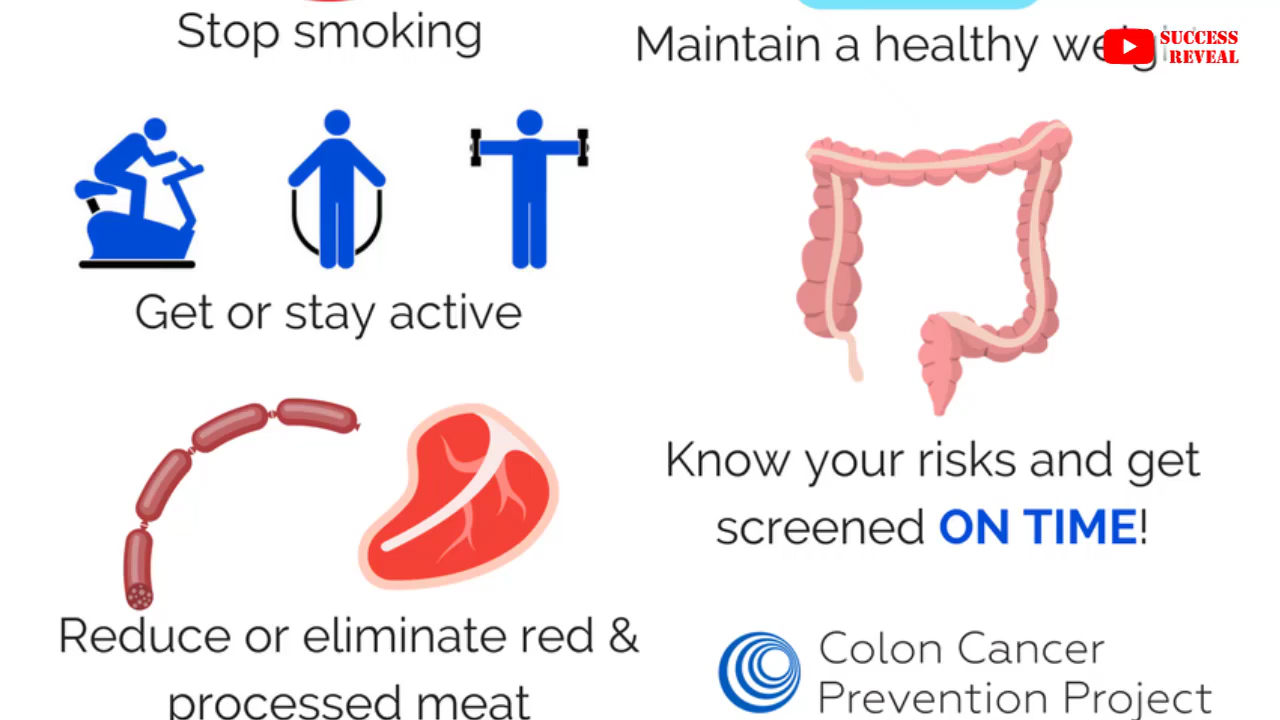 Stop smoking
Maintain a healthy
SUCCESS
REVEAL
Get or stay active
Know your risks and get
screened ON TIME!
Reduce or eliminate red &
processed meat
Colon Cancer
Prevention Project